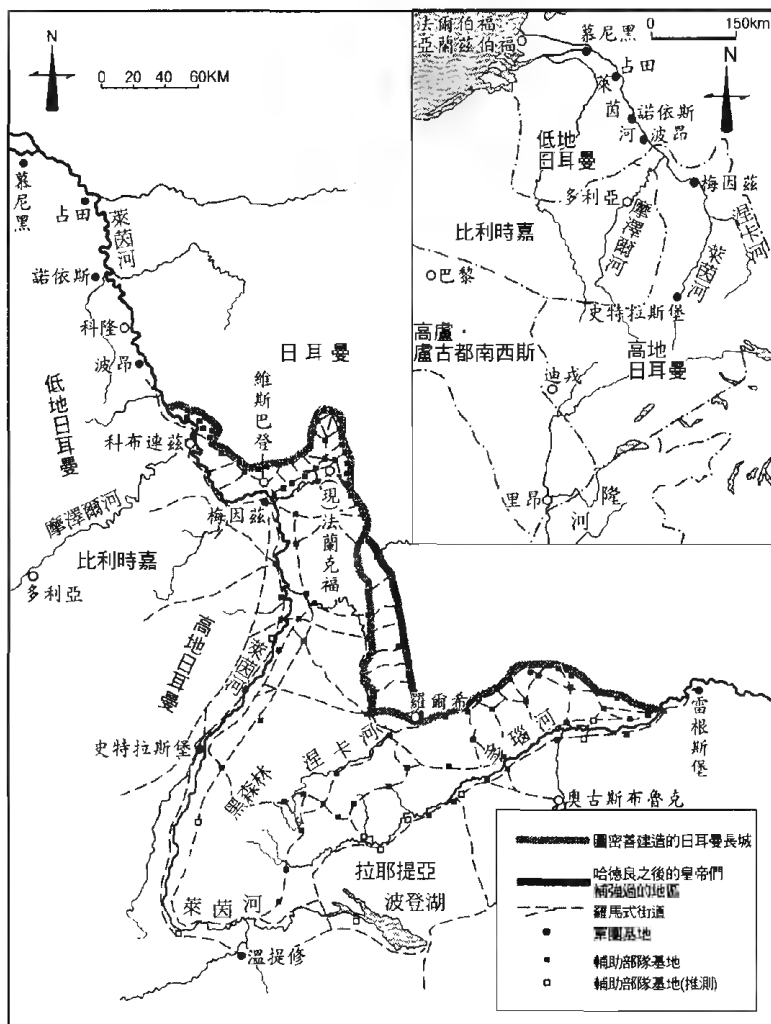 N
0 20 40 60KM
慕尼黑
占田
萊茵河
諾依斯
科隆
波昂
低地日耳曼
日耳曼
維斯巴登
科布連茲
摩澤爾河
梅因茲
(現)法蘭克福
比利時嘉
多利亞
高地日耳曼
萊茵河
羅爾希
史特拉斯堡
涅卡河
黑森林
多瑙河
雷根斯堡
奧古斯布魯克
拉耶提亞
波登湖
萊茵河
溫提修
法爾伯福·
亞蘭茲伯福
0 150km
N
慕尼黑
占田
萊茵河
諾依斯
波昂
低地
日耳曼
梅因茲
多利亞
摩澤爾河
涅卡河
萊茵河
比利時嘉
巴黎
史特拉斯堡
高盧·
盧古都南西斯
高地
日耳曼
迪戎
里昂
隆河
圖密善建造的日耳曼長城
哈德良之後的皇帝們
補強過的地區
羅馬式街道
軍團基地
輔助部隊基地
輔助部隊基地(推測)